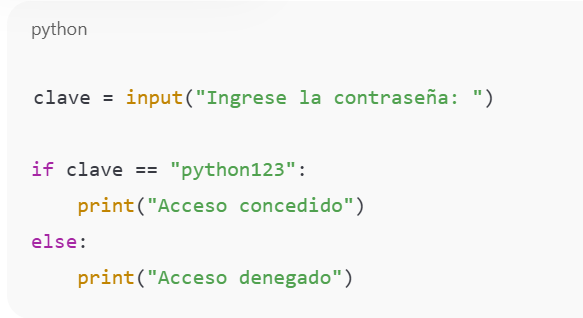 python
clave = input("Ingrese la contraseña: ")
if clave == "python123":
    print("Acceso concedido")
else:
    print("Acceso denegado")